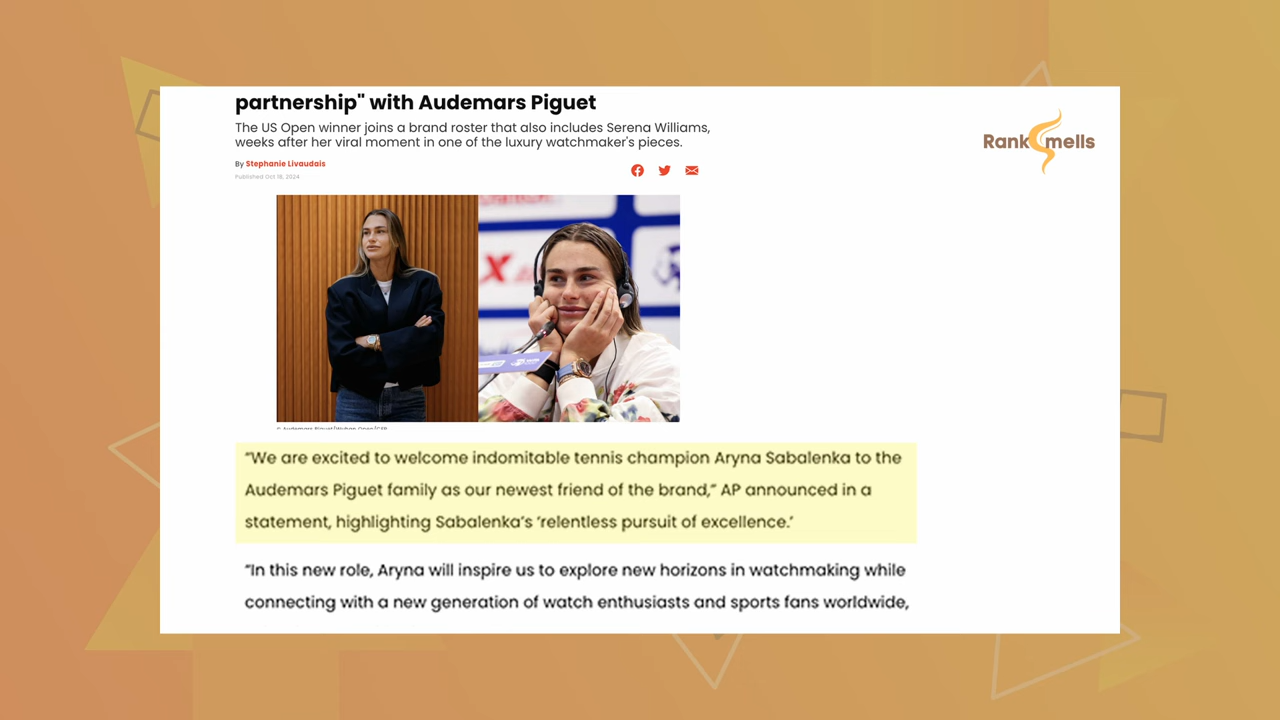 partnership" with Audemars Piguet
The US Open winner joins a brand roster that also includes Serena Williams,
weeks after her viral moment in one of the luxury watchmaker's pieces.
By Stephanie Livaudais
Published Oct 18, 2024
RankSmells
“We are excited to welcome indomitable tennis champion Aryna Sabalenka to the
Audemars Piguet family as our newest friend of the brand,” AP announced in a
statement, highlighting Sabalenka’s ‘relentless pursuit of excellence.’
“In this new role, Aryna will inspire us to explore new horizons in watchmaking while
connecting with a new generation of watch enthusiasts and sports fans worldwide,